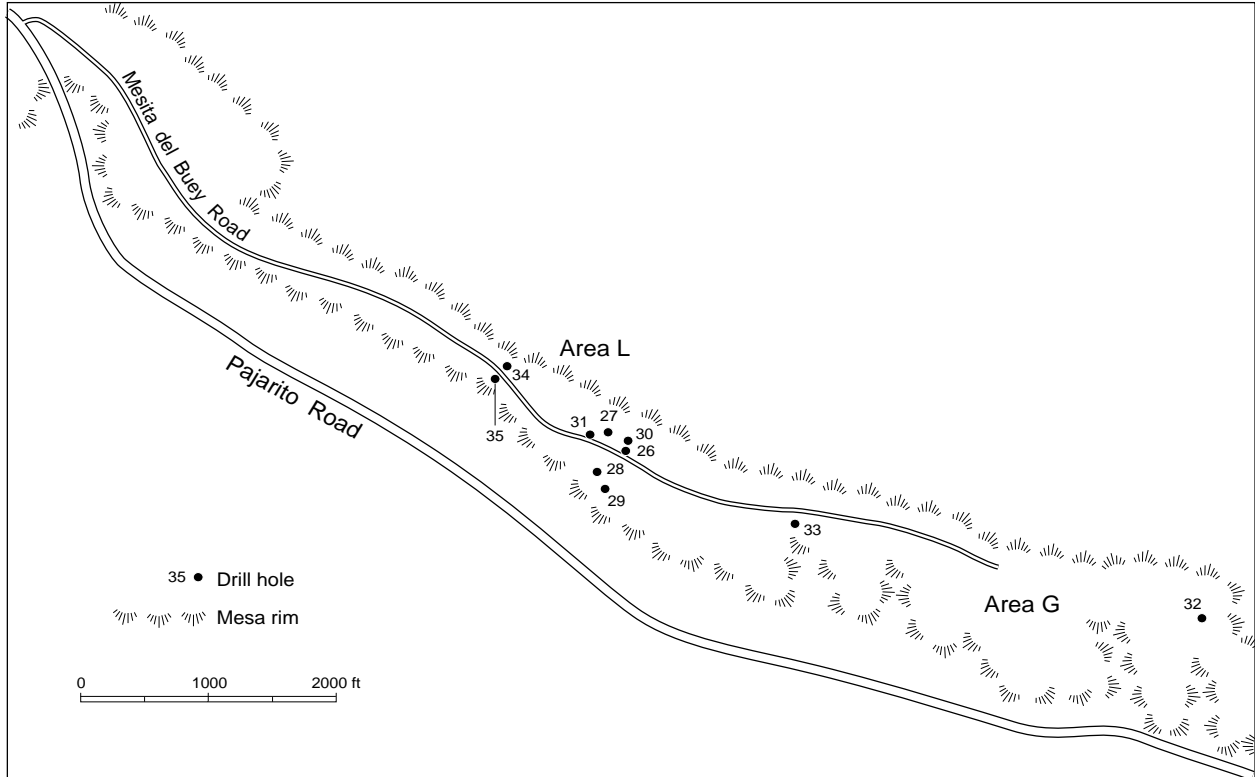 Mesita del Buey Road
Area L
34
35
27
31
30
26
28
29
33
Pajarito Road
35 Drill hole
Mesa rim
Area G
32
0 1000 2000 ft